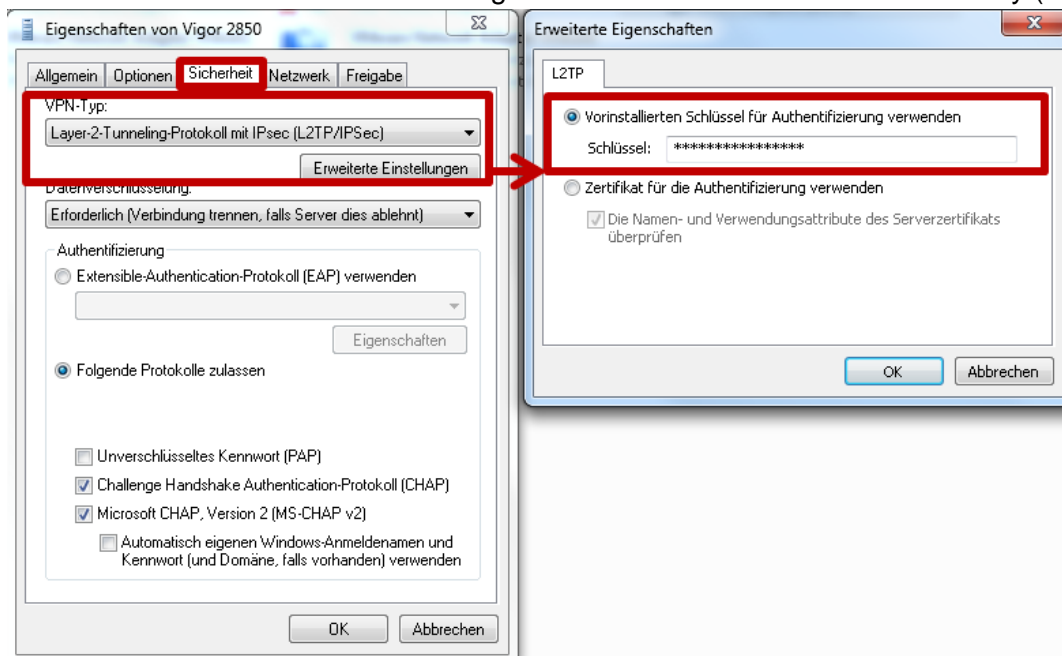 Eigenschaften von Vigor 2850
Allgemein Optionen Sicherheit Netzwerk Freigabe
VPN-Typ:
Layer-2-Tunneling-Protokoll mit IPsec (L2TP/IPSec)
Erweiterte Einstellungen
Datenverschlüsselung:
Erforderlich (Verbindung trennen, falls Server dies ablehnt)
Authentifizierung
Extensible-Authentication-Protokoll (EAP) verwenden
Eigenschaften
Folgende Protokolle zulassen
Unverschlüsseltes Kennwort (PAP)
Challenge Handshake Authentication-Protokoll (CHAP)
Microsoft CHAP, Version 2 (MS-CHAP v2)
Automatisch eigenen Windows-Anmeldenamen und
Kennwort (und Domäne, falls vorhanden) verwenden
OK Abbrechen
Erweiterte Eigenschaften
L2TP
Vorinstallierten Schlüssel für Authentifizierung verwenden
Schlüssel: ****************
Zertifikat für die Authentifizierung verwenden
Die Namen- und Verwendungsattribute des Serverzertifikats
überprüfen
OK Abbrechen